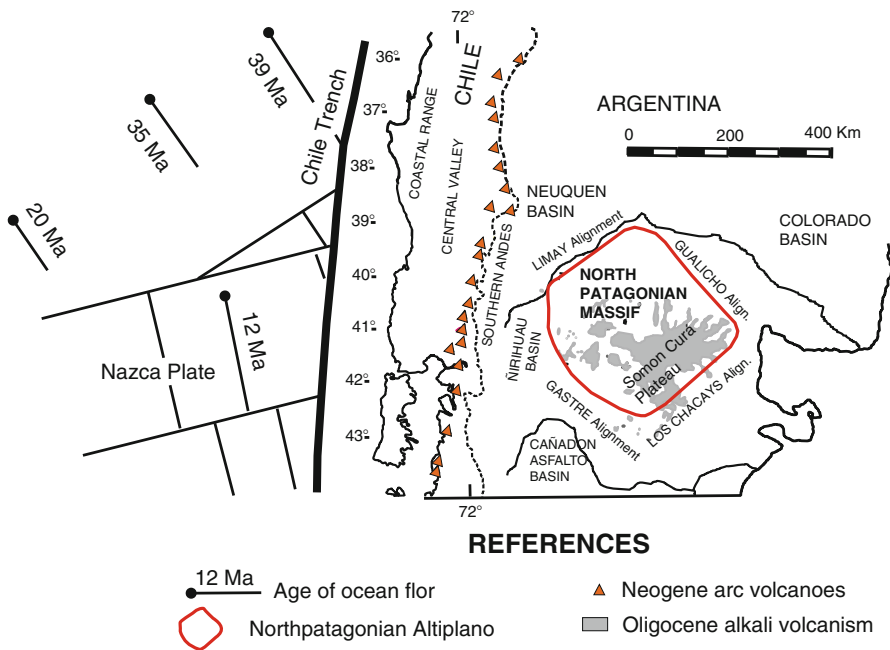 72°
36°
37°
38°
39°
40°
41°
42°
43°
39 Ma
35 Ma
20 Ma
12 Ma
Chile Trench
Nazca Plate
COASTAL RANGE
CENTRAL VALLEY
CHILE
SOUTHERN ANDES
ARGENTINA
0 200 400 Km
NEUQUEN
BASIN
COLORADO
BASIN
LIMAY Alignment
GUALICHO Align.
NORTH
PATAGONIAN
MASSIF
Somon Curá
Plateau
ÑIRIHUAU
BASIN
GASTRE Alignment
LOS CHACAYS Align.
CAÑADON
ASFALTO
BASIN
72°
REFERENCES
12 Ma
Age of ocean flor
Neogene arc volcanoes
Northpatagonian Altiplano
Oligocene alkali volcanism